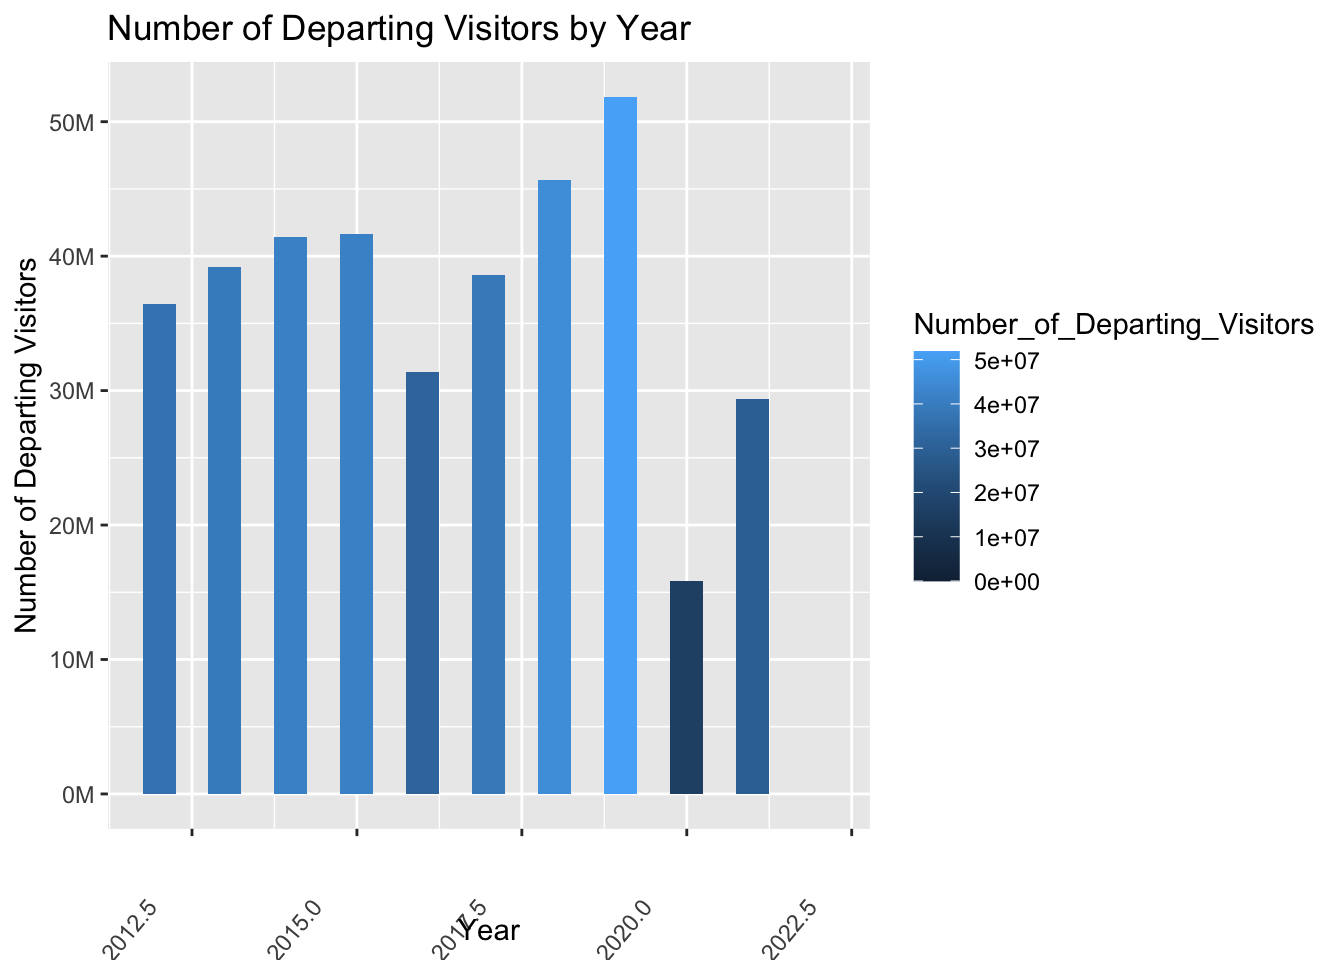 Number of Departing Visitors by Year
Number of Departing Visitors
50M
40M
30M
20M
10M
0M
2012.5
2015.0
2017.5
2020.0
2022.5
Year
Number_of_Departing_Visitors
5e+07
4e+07
3e+07
2e+07
1e+07
0e+00